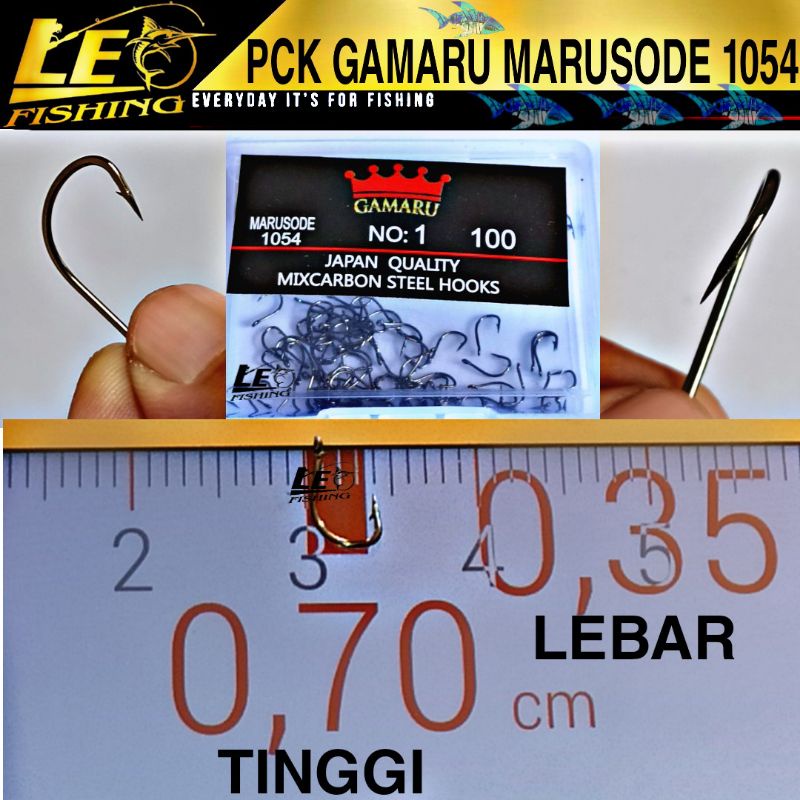 LEO
FISHING
PCK GAMARU MARUSODE 1054
EVERYDAY IT'S FOR FISHING
GAMARU
MARUSODE
1054
NO: 1
100
JAPAN QUALITY
MIXCARBON STEEL HOOKS
LEO
FISHING
LEO
FISHING
2
3
4
5
0,35
LEBAR
0,70 cm
TINGGI